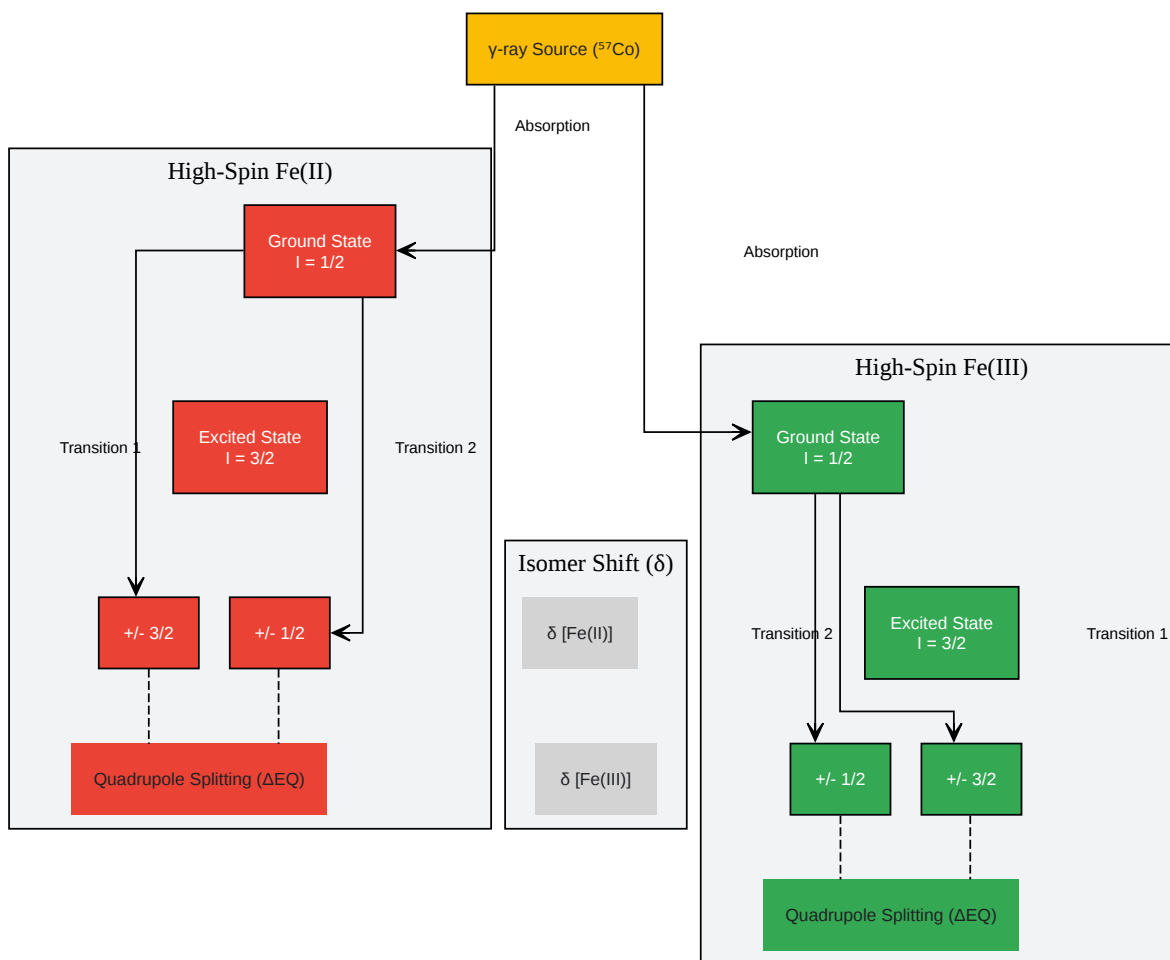 γ-ray Source (⁵⁷Co)
Absorption
High-Spin Fe(II)
Ground State
I = 1/2
Absorption
High-Spin Fe(III)
Excited State
I = 3/2
Transition 1
Transition 2
Ground State
I = 1/2
Isomer Shift (δ)
δ [Fe(II)]
δ [Fe(III)]
+/- 3/2
+/- 1/2
Quadrupole Splitting (ΔEQ)
Transition 2
Excited State
I = 3/2
Transition 1
+/- 1/2
+/- 3/2
Quadrupole Splitting (ΔEQ)